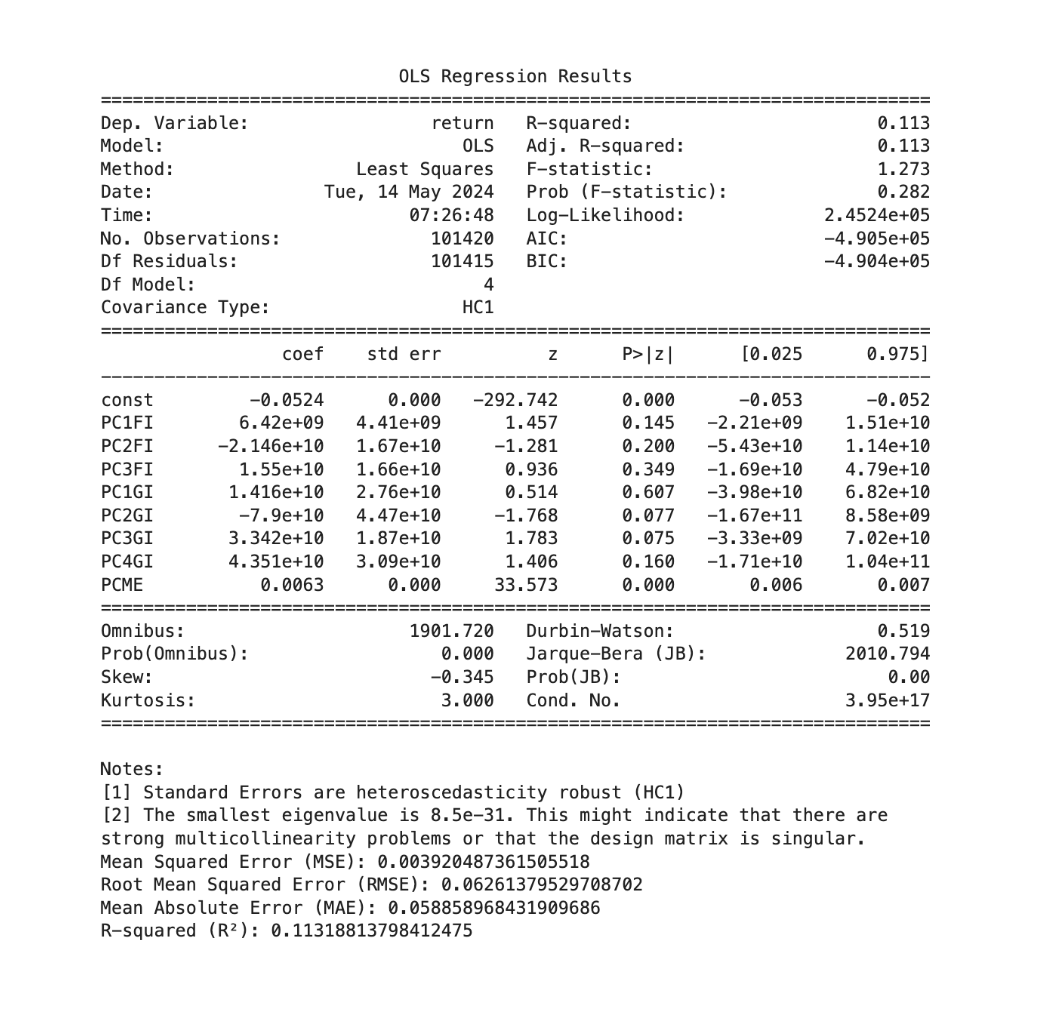 OLS Regression Results
==============================================================================
Dep. Variable:                 return   R-squared:                       0.113
Model:                            OLS   Adj. R-squared:                  0.113
Method:                 Least Squares   F-statistic:                     1.273
Date:                Tue, 14 May 2024   Prob (F-statistic):              0.282
Time:                        07:26:48   Log-Likelihood:             2.4524e+05
No. Observations:              101420   AIC:                        -4.905e+05
Df Residuals:                  101415   BIC:                        -4.904e+05
Df Model:                           4
Covariance Type:                  HC1
==============================================================================
                 coef    std err          z      P>|z|      [0.025      0.975]
------------------------------------------------------------------------------
const         -0.0524      0.000   -292.742      0.000      -0.053      -0.052
PC1FI        6.42e+09   4.41e+09      1.457      0.145   -2.21e+09    1.51e+10
PC2FI      -2.146e+10   1.67e+10     -1.281      0.200   -5.43e+10    1.14e+10
PC3FI        1.55e+10   1.66e+10      0.936      0.349   -1.69e+10    4.79e+10
PC1GI       1.416e+10   2.76e+10      0.514      0.607   -3.98e+10    6.82e+10
PC2GI        -7.9e+10   4.47e+10     -1.768      0.077   -1.67e+11    8.58e+09
PC3GI       3.342e+10   1.87e+10      1.783      0.075   -3.33e+09    7.02e+10
PC4GI       4.351e+10   3.09e+10      1.406      0.160   -1.71e+10    1.04e+11
PCME           0.0063      0.000     33.573      0.000       0.006       0.007
==============================================================================
Omnibus:                     1901.720   Durbin-Watson:                   0.519
Prob(Omnibus):                  0.000   Jarque-Bera (JB):             2010.794
Skew:                          -0.345   Prob(JB):                         0.00
Kurtosis:                       3.000   Cond. No.                     3.95e+17
==============================================================================
Notes:
[1] Standard Errors are heteroscedasticity robust (HC1)
[2] The smallest eigenvalue is 8.5e-31. This might indicate that there are
strong multicollinearity problems or that the design matrix is singular.
Mean Squared Error (MSE): 0.003920487361505518
Root Mean Squared Error (RMSE): 0.06261379529708702
Mean Absolute Error (MAE): 0.058858968431909686
R-squared (R²): 0.11318813798412475